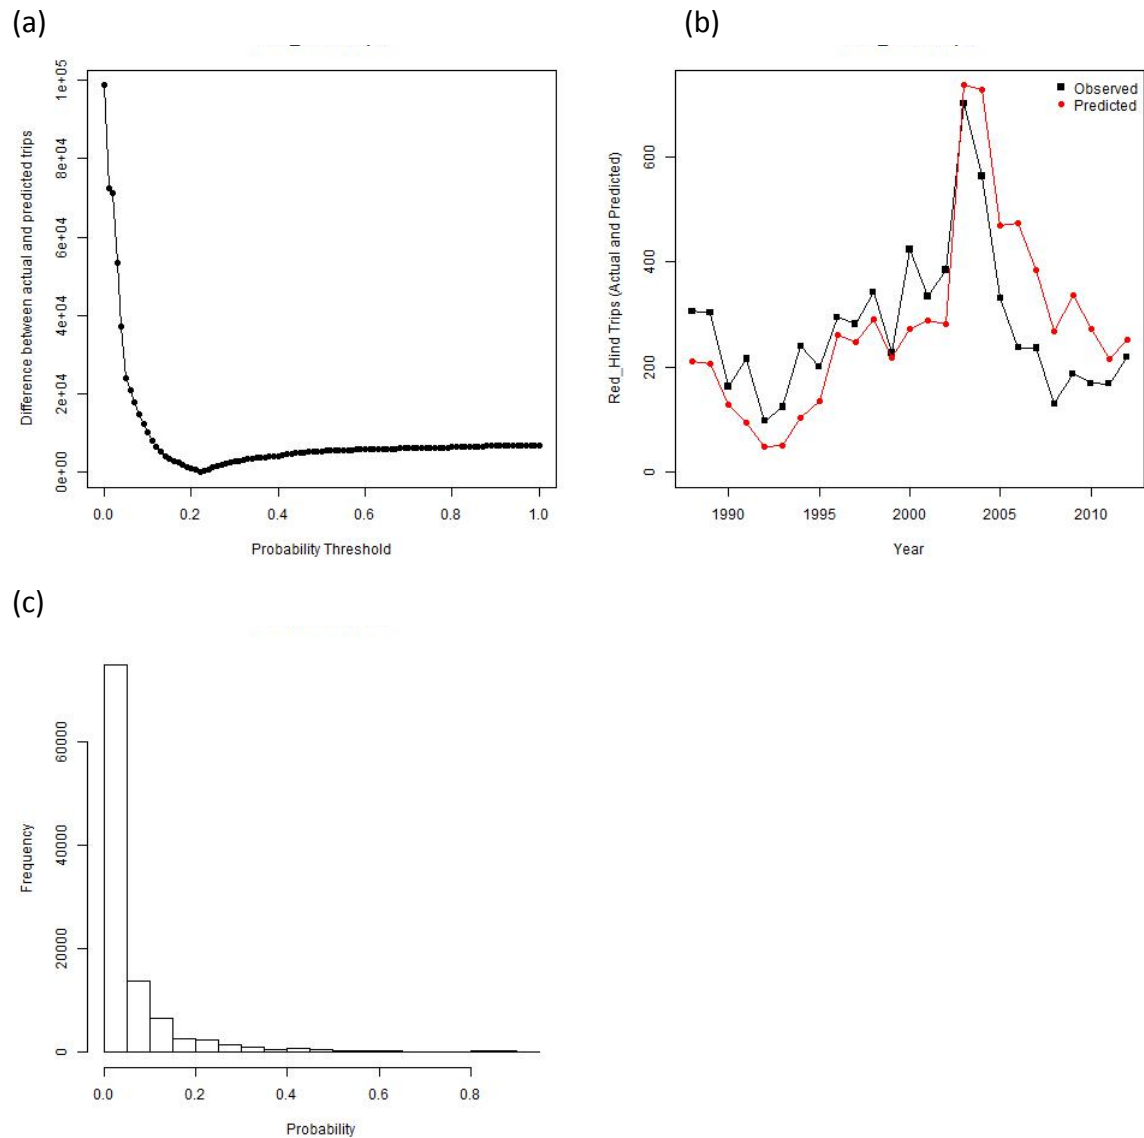 (a)
(b)
Difference between actual and predicted trips
0e+00 2e+04 4e+04 6e+04 8e+04 1e+05
0.0 0.2 0.4 0.6 0.8 1.0
Probability Threshold
Red_Hind Trips (Actual and Predicted)
0 200 400 600
Observed
Predicted
1990 1995 2000 2005 2010
Year
(c)
Frequency
0 20000 40000 60000
0.0 0.2 0.4 0.6 0.8
Probability